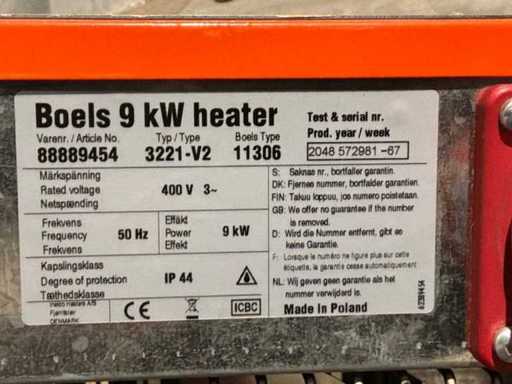 Boels 9 kW heater
Varenr. / Article No.
Typ / Type
Boels Type
88889454
3221-V2
11306
Märkspänning
Rated voltage
Netspænding
400 V 3~
Frekvens
Frequency
Frekvens
50 Hz
Effäkt
Power
Effekt
9 kW
Kapslingsklass
Degree of protection
Tæthedsklasse
IP 44
DENMARK
CE
ICBC
Test & serial nr.
Prod. year / week
2048 572981 -67
S: Saknas nr., bortfaller garantin.
DK: Fjernes nummer, bortfalder garantien.
FIN: Takuu loppuu, jos numero poistetaan.
GB: We offer no guarantee if the number
is removed.
D: Wird die Nummer entfernt, gibt es
keine Garantie.
F: Lorsque le numéro ne figure plus sur cette
étiquette, la garantie cesse automatiquement
NL: Wij geven geen garantie als het
nummer verwijderd is.
Made in Poland